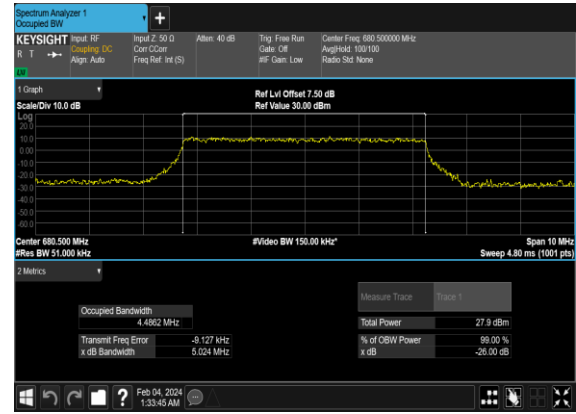 Spectrum Analyzer 1
Occupied BW
+
KEYSIGHT Input: RF Input Z: 50 Ω Atten: 40 dB Trig: Free Run Center Freq: 680.500000 MHz
R T Coupling: DC Corr CCorr Gate: Off Avg|Hold: 100/100
Align: Auto Freq Ref: Int (S) #IF Gain: Low Radio Std: None
LW
1 Graph
Ref Lvl Offset 7.50 dB
Scale/Div 10.0 dB Ref Value 30.00 dBm
Log
20.0
10.0
0.00
-10.0
-20.0
-30.0
-40.0
-50.0
-60.0
Center 680.500 MHz #Video BW 150.00 kHz* Span 10 MHz
#Res BW 51.000 kHz Sweep 4.80 ms (1001 pts)
2 Metrics
Measure Trace Trace 1
Occupied Bandwidth
4.4862 MHz
Total Power 27.9 dBm
Transmit Freq Error -9.127 kHz % of OBW Power 99.00 %
x dB Bandwidth 5.024 MHz x dB -26.00 dB
?
Feb 04, 2024
1:33:45 AM